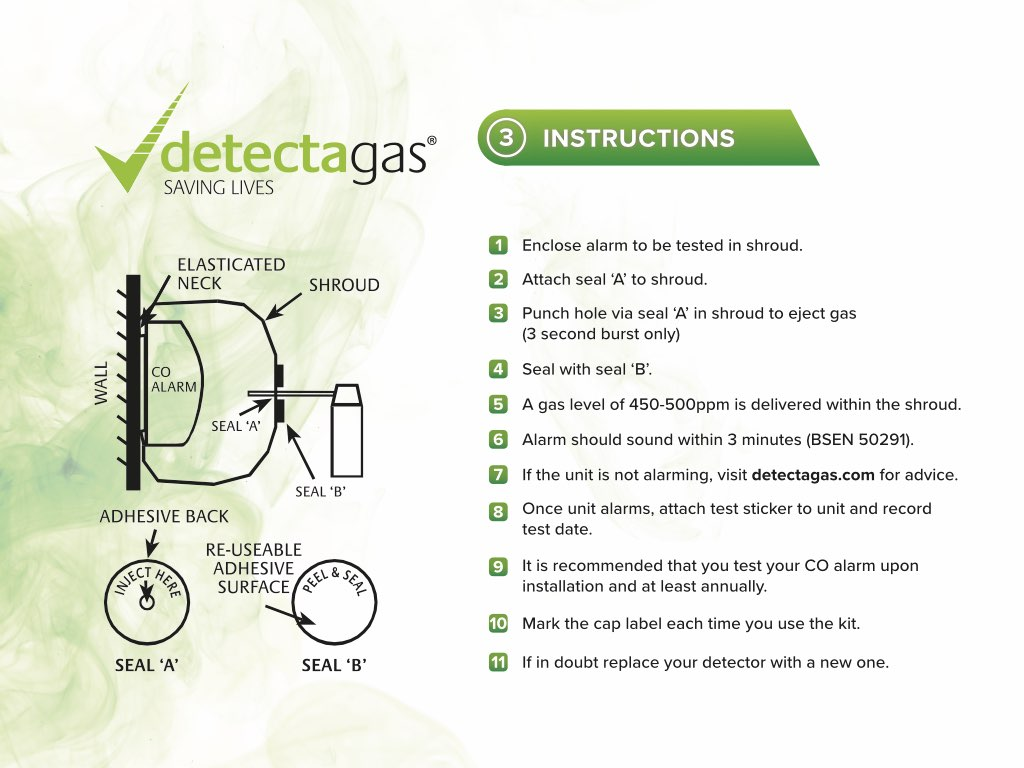 detectagas®
SAVING LIVES
3 INSTRUCTIONS
ELASTICATED
NECK
SHROUD
WALL
CO
ALARM
SEAL ‘A’
SEAL ‘B’
ADHESIVE BACK
RE-USEABLE
ADHESIVE
SURFACE
INJECT HERE
PEEL & SEAL
SEAL ‘A’
SEAL ‘B’
1 Enclose alarm to be tested in shroud.
2 Attach seal ‘A’ to shroud.
3 Punch hole via seal ‘A’ in shroud to eject gas
(3 second burst only)
4 Seal with seal ‘B’.
5 A gas level of 450-500ppm is delivered within the shroud.
6 Alarm should sound within 3 minutes (BSEN 50291).
7 If the unit is not alarming, visit detectagas.com for advice.
8 Once unit alarms, attach test sticker to unit and record
test date.
9 It is recommended that you test your CO alarm upon
installation and at least annually.
10 Mark the cap label each time you use the kit.
11 If in doubt replace your detector with a new one.